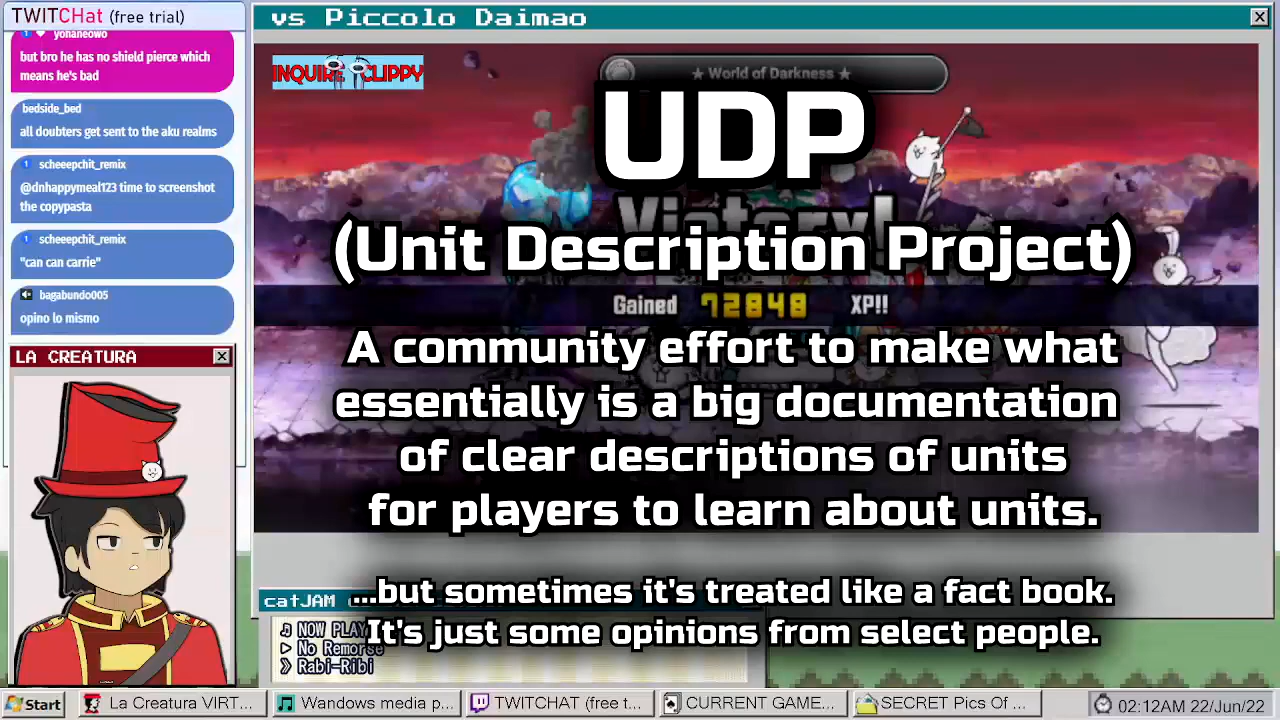 TWITCHat (free trial)
yonaneowo
but bro he has no shield pierce which
means he's bad
bedside_bed
all doubters get sent to the aku realms
scheeepchit_remix
@dnhappymeal123 time to screenshot
the copypasta
scheeepchit_remix
"can can carrie"
bagabundo005
opino lo mismo
LA CREATURA
vs Piccolo Daimao
INQUIRE CLIPPY
★ World of Darkness ★
UDP
Victory!
(Unit Description Project)
Gained 72848 XP!!
A community effort to make what
essentially is a big documentation
of clear descriptions of units
for players to learn about units.
...but sometimes it's treated like a fact book.
It's just some opinions from select people.
catJAM
♫ NOW PLAY
► No Remorse
》 Rabi-Ribi
Start
La Creatura VIRT...
Wandows media p...
TWITCHAT (free t...
CURRENT GAME...
SECRET Pics Of ...
02:12AM 22/Jun/22